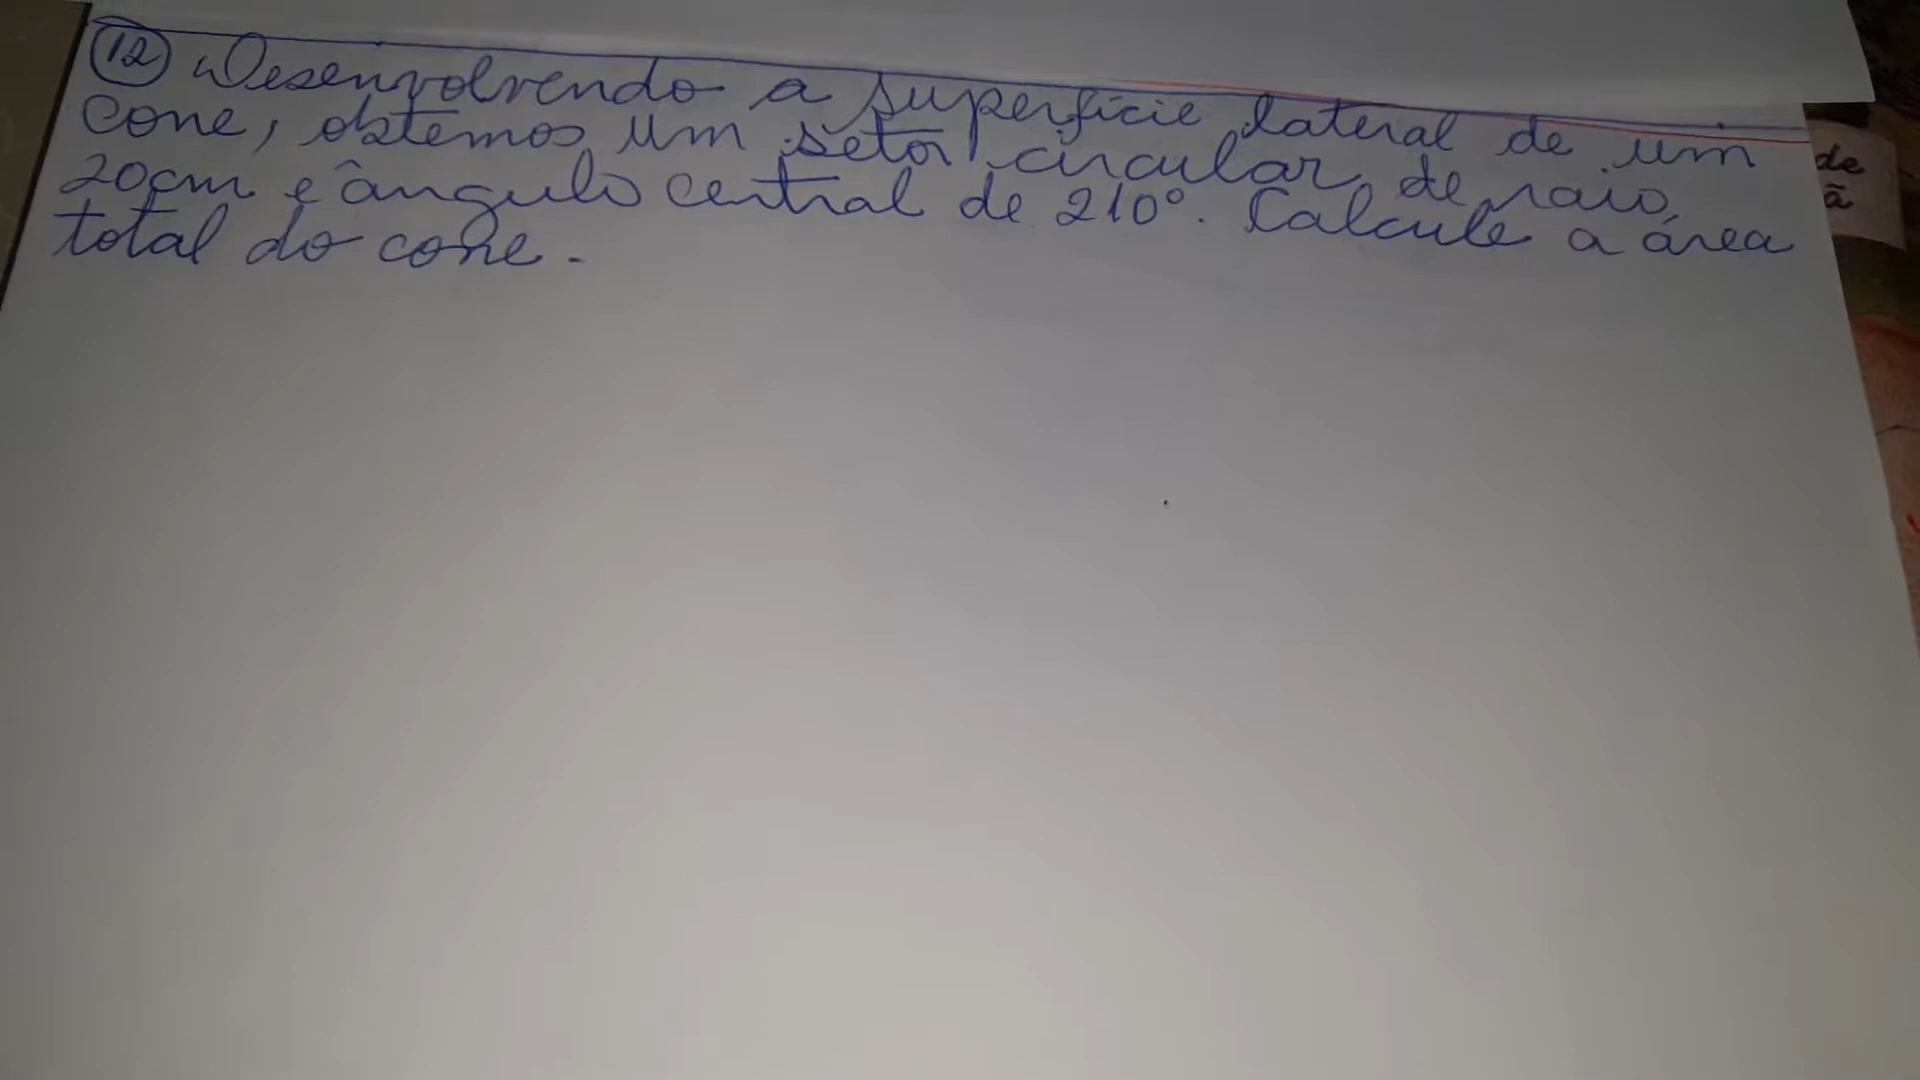 12 Desenvolvendo a superfície lateral de um
cone, obtemos um setor circular de raio
20cm e ângulo central de 210°. Calcule a área
total do cone.
de
ã